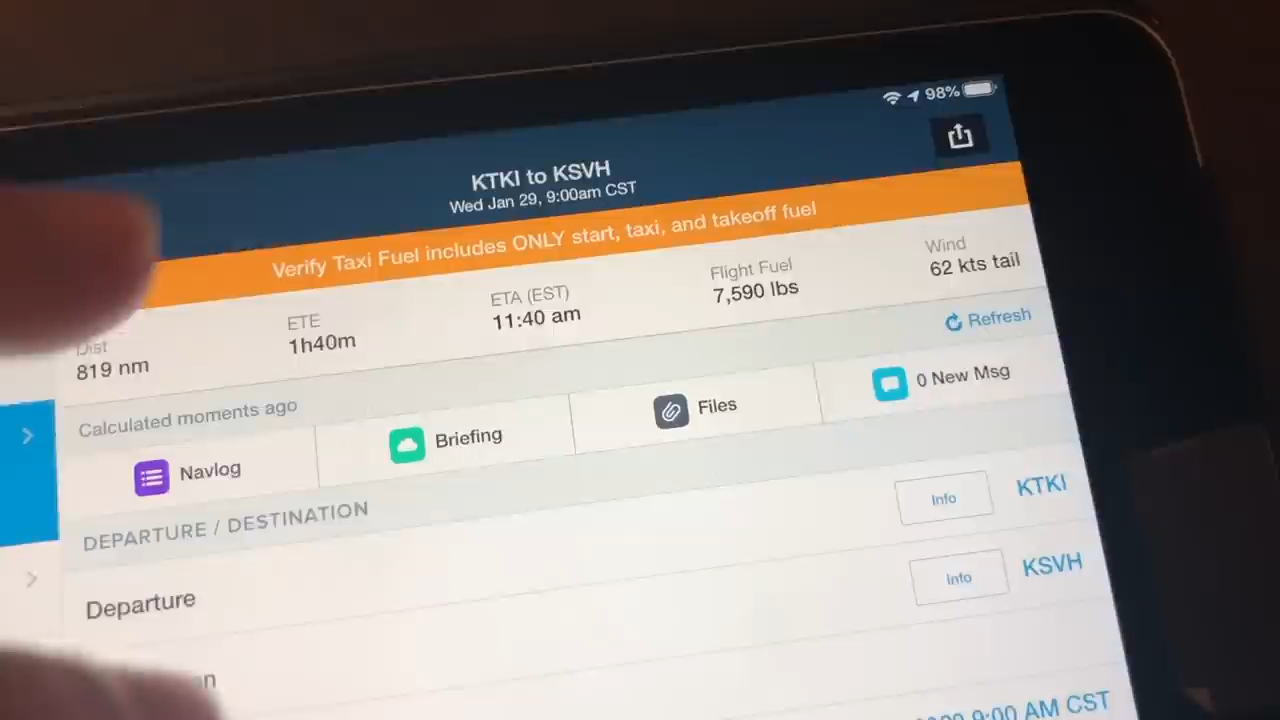 98%
KTKI to KSVH
Wed Jan 29, 9:00am CST
Verify Taxi Fuel includes ONLY start, taxi, and takeoff fuel
Dist
819 nm
ETE
1h40m
ETA (EST)
11:40 am
Flight Fuel
7,590 lbs
Wind
62 kts tail
Calculated moments ago
Refresh
Navlog
Briefing
Files
0 New Msg
DEPARTURE / DESTINATION
Departure
Info
KTKI
Info
KSVH
9:00 AM CST